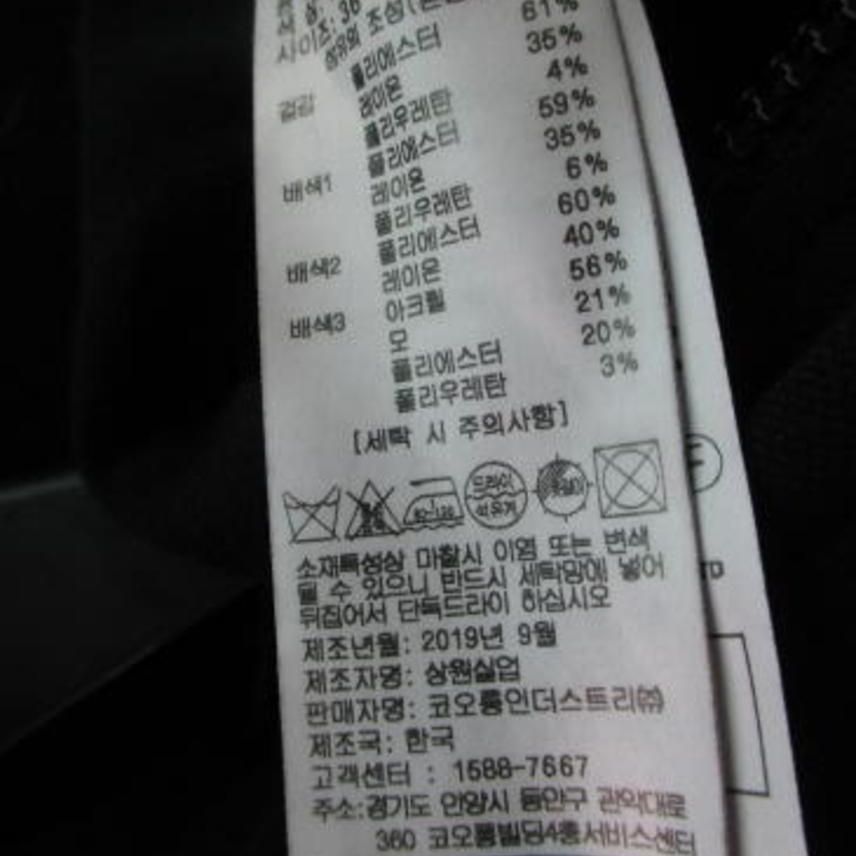 사이즈: 36
섬유의 조성
폴리에스터 61%
겉감 레이온 35%
폴리우레탄 4%
폴리에스터 59%
배색1 레이온 35%
폴리우레탄 6%
폴리에스터 60%
배색2 레이온 40%
배색3 아크릴 56%
모 21%
폴리에스터 20%
폴리우레탄 3%
[세탁 시 주의사항]
드라이
석유계
소재특성상 마찰시 이염 또는 변색
될 수 있으니 반드시 세탁망에 넣어
뒤집어서 단독드라이 하십시오
제조년월: 2019년 9월
제조자명: 상원실업
판매자명: 코오롱인더스트리㈜
제조국: 한국
고객센터 : 1588-7667
주소:경기도 안양시 동안구 관악대로
360 코오롱빌딩4층서비스센터